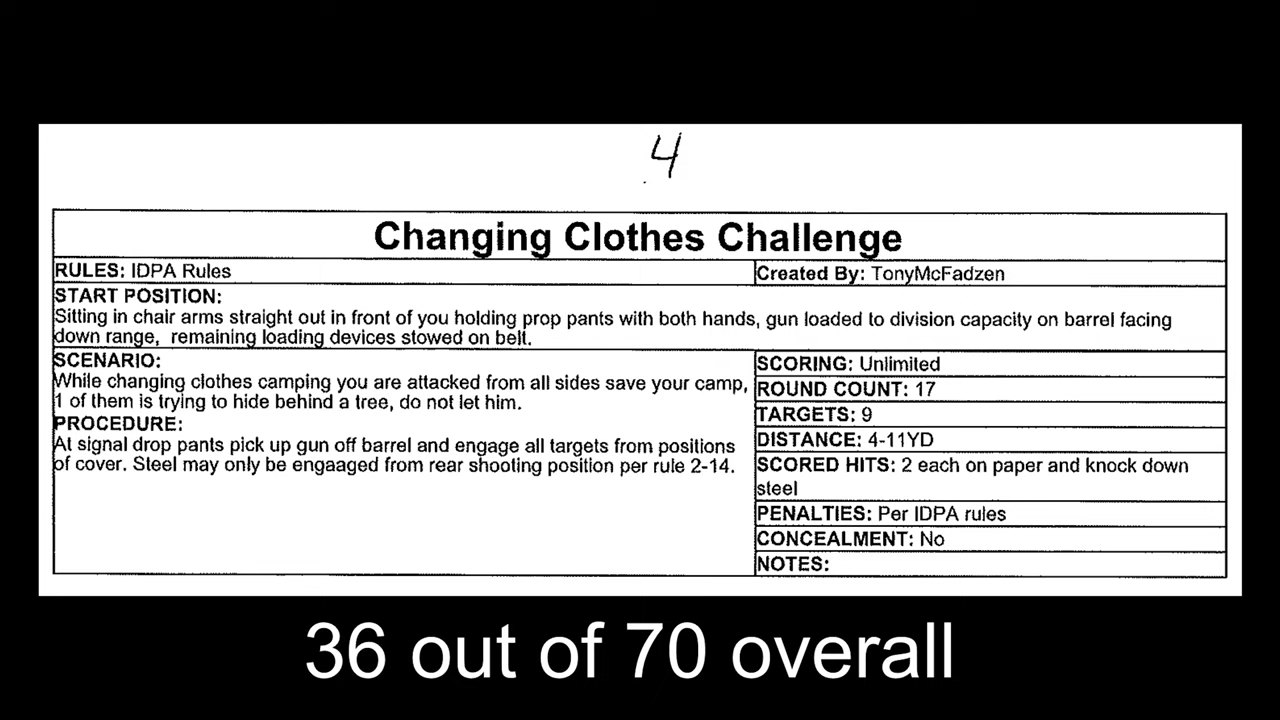 4
Changing Clothes Challenge
RULES: IDPA Rules
Created By: TonyMcFadzen
START POSITION:
Sitting in chair arms straight out in front of you holding prop pants with both hands, gun loaded to division capacity on barrel facing
down range, remaining loading devices stowed on belt.
SCENARIO:
While changing clothes camping you are attacked from all sides save your camp,
1 of them is trying to hide behind a tree, do not let him.
PROCEDURE:
At signal drop pants pick up gun off barrel and engage all targets from positions
of cover. Steel may only be engaaged from rear shooting position per rule 2-14.
SCORING: Unlimited
ROUND COUNT: 17
TARGETS: 9
DISTANCE: 4-11YD
SCORED HITS: 2 each on paper and knock down
steel
PENALTIES: Per IDPA rules
CONCEALMENT: No
NOTES:
36 out of 70 overall